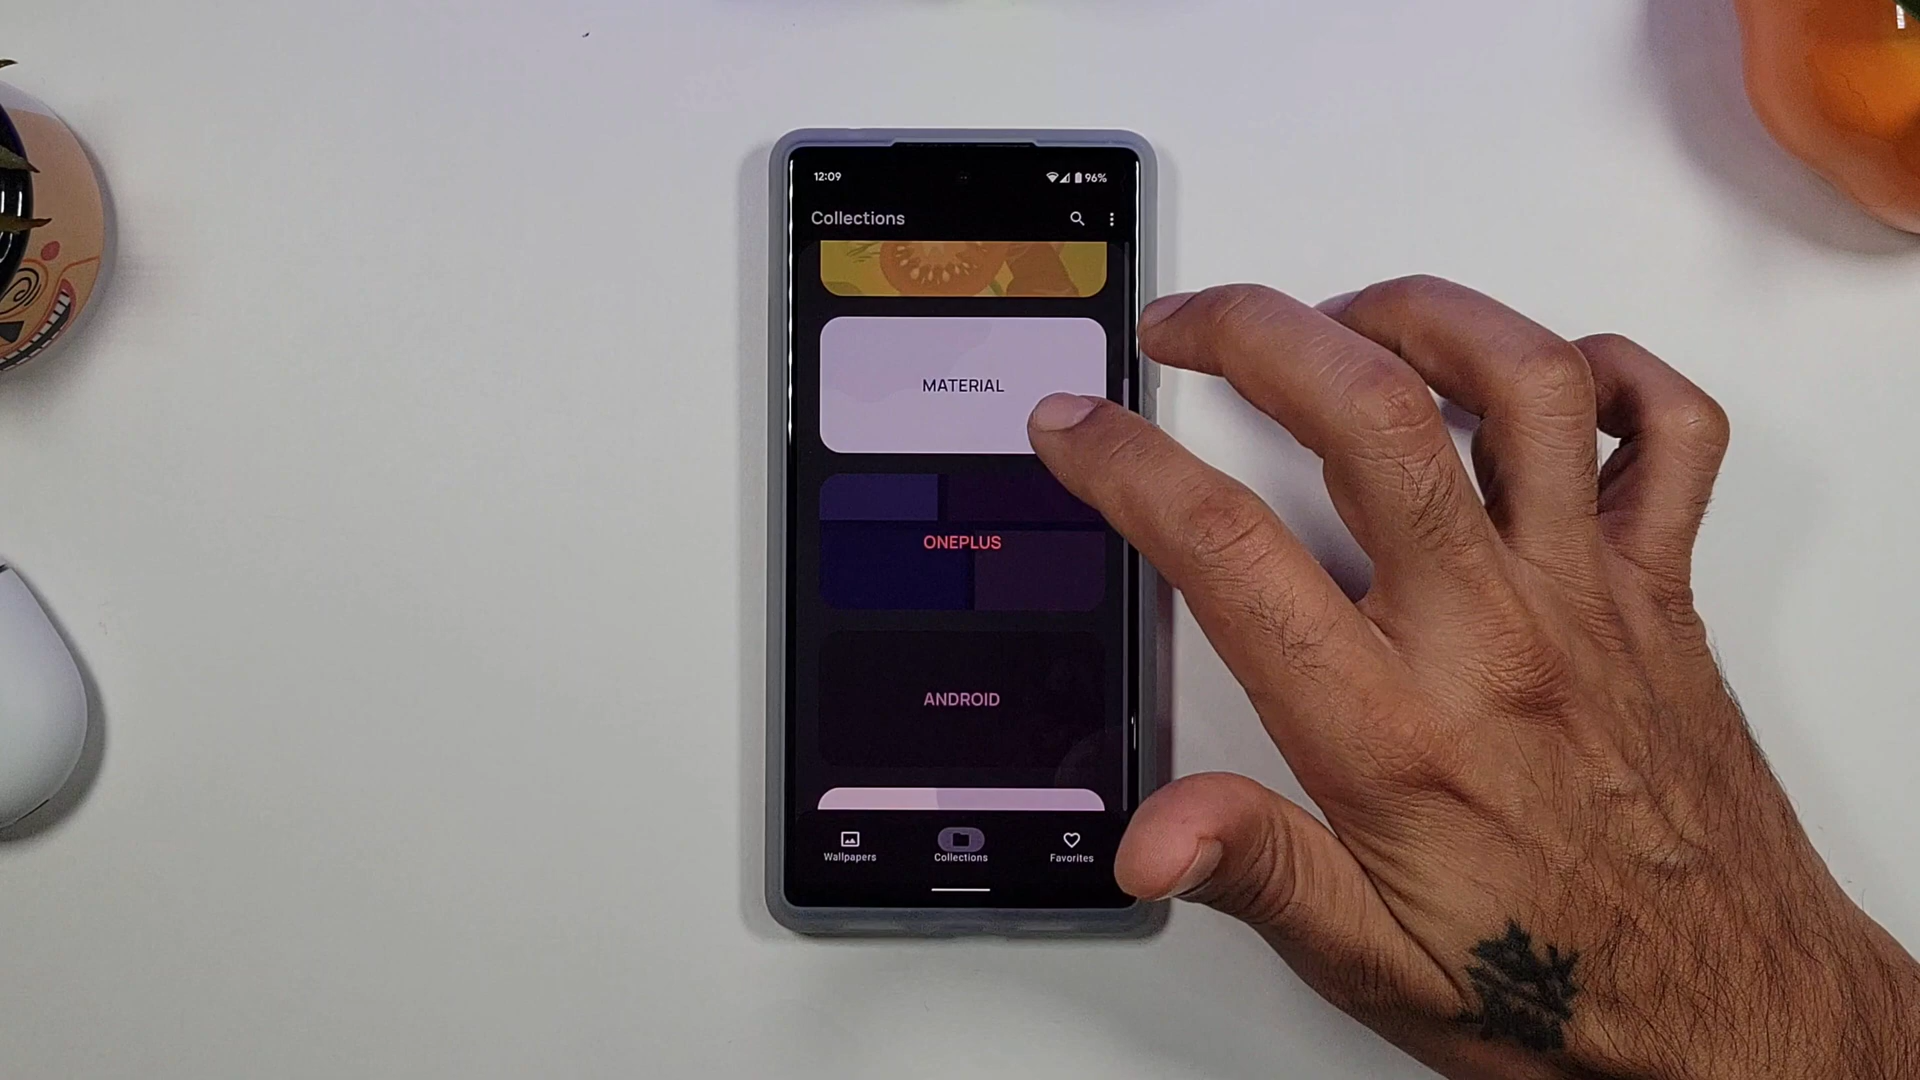 12:09 96%
Collections
MATERIAL
ONEPLUS
ANDROID
Wallpapers Collections Favorites